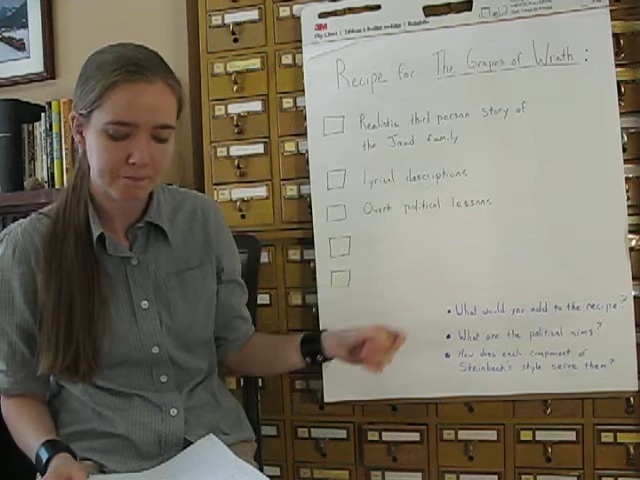 3M
Recipe for The Grapes of Wrath:
Realistic third person story of
the Joad family
Lyrical descriptions
Overt political lessons
• What would you add to the recipe?
• What are the political aims?
• How does each component of
Steinbeck's style serve them?